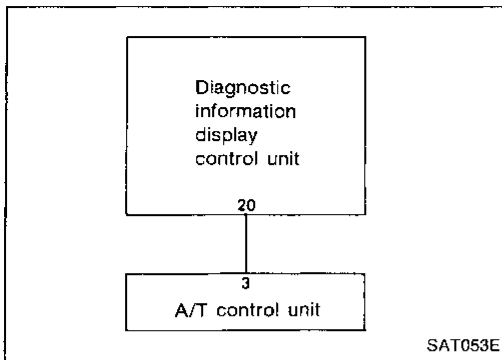 Diagnostic
information
display
control unit
20
3
A/T control unit
SAT053E